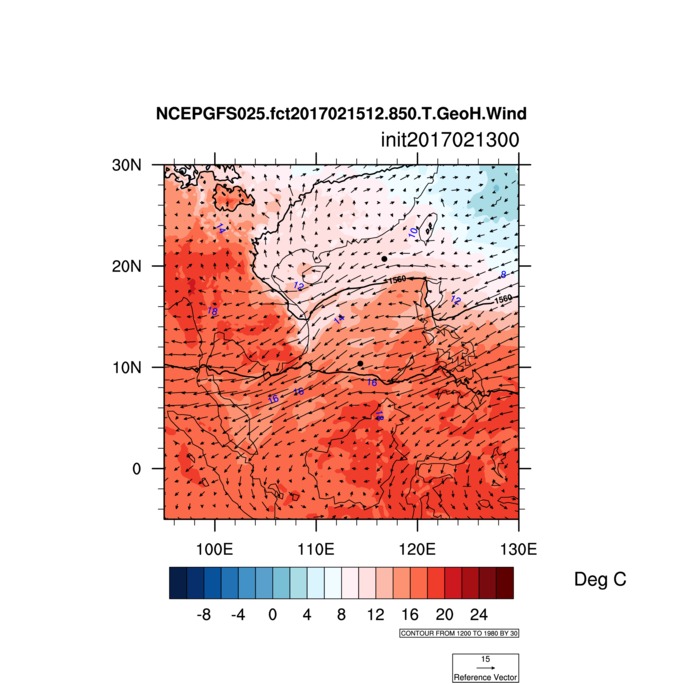 NCEPGFS025.fct2017021512.850.T.GeoH.Wind
init2017021300
30N
20N
10N
0
100E
110E
120E
130E
14
10
8
12
1560
12
1560
18
14
16
16
16
18
-8 -4 0 4 8 12 16 20 24
Deg C
CONTOUR FROM 1200 TO 1980 BY 30
15
Reference Vector